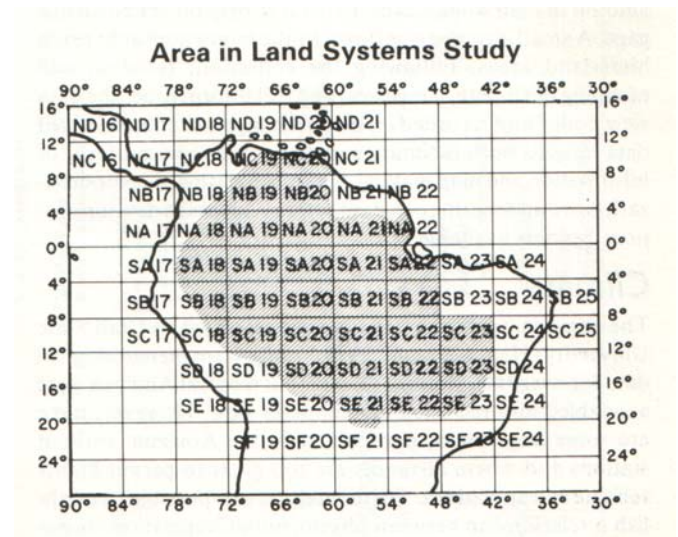 Area in Land Systems Study
90° 84° 78° 72° 66° 60° 54° 48° 42° 36° 30°
16° 16°
ND 16 ND 17 ND 18 ND 19 ND 20 ND 21
12° 12°
NC 16 NC 17 NC 18 NC 19 NC 20 NC 21
8° 8°
NB 17 NB 18 NB 19 NB 20 NB 21 NB 22
4° 4°
NA 17 NA 18 NA 19 NA 20 NA 21 NA 22
0° 0°
SA 17 SA 18 SA 19 SA 20 SA 21 SA 22 SA 23 SA 24
4° 4°
SB 17 SB 18 SB 19 SB 20 SB 21 SB 22 SB 23 SB 24 SB 25
8° 8°
SC 17 SC 18 SC 19 SC 20 SC 21 SC 22 SC 23 SC 24 SC 25
12° 12°
SD 18 SD 19 SD 20 SD 21 SD 22 SD 23 SD 24
16° 16°
SE 18 SE 19 SE 20 SE 21 SE 22 SE 23 SE 24
20° 20°
SF 19 SF 20 SF 21 SF 22 SF 23 SE 24
24° 24°
90° 84° 78° 72° 66° 60° 54° 48° 42° 36° 30°